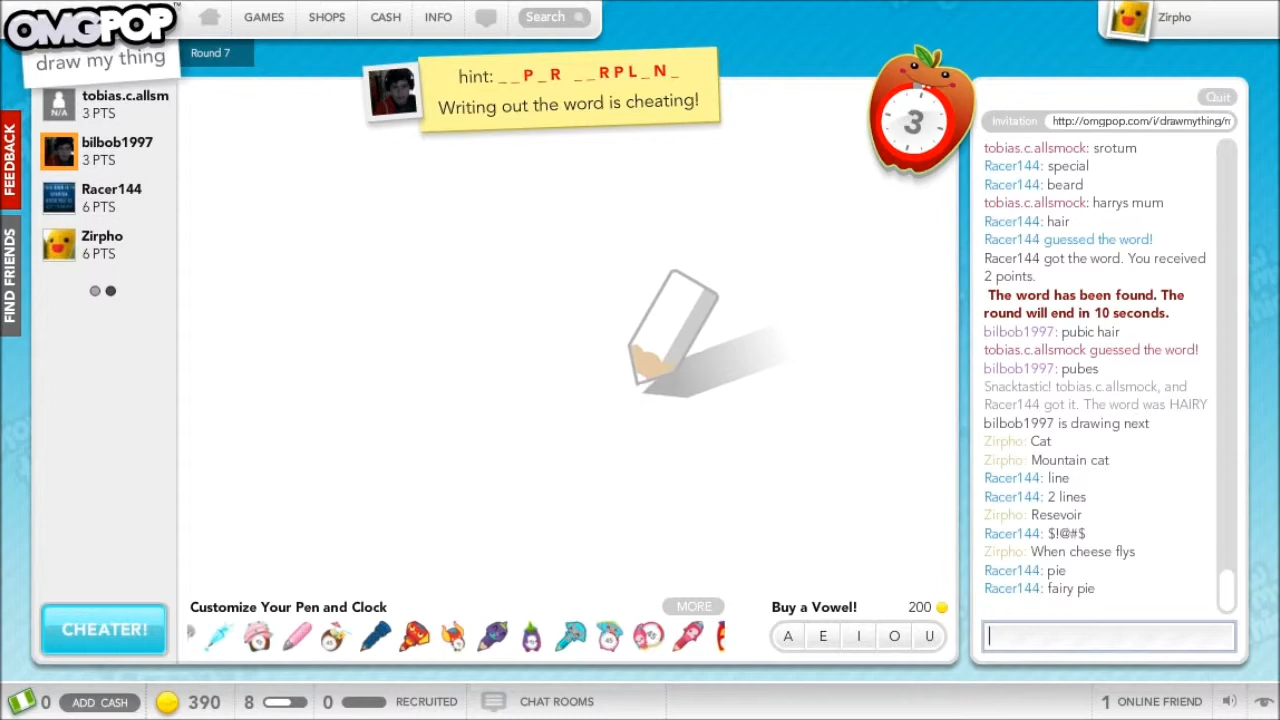 OMGPOP™
draw my thing
GAMES
SHOPS
CASH
INFO
Search
Zirpho
Round 7
hint: _ _ P _ R _ _ R P L _ N _
Writing out the word is cheating!
3
FEEDBACK
FIND FRIENDS
N/A
tobias.c.allsm
3 PTS
bilbob1997
3 PTS
Racer144
6 PTS
Zirpho
6 PTS
CHEATER!
Quit
Invitation http://omgpop.com/i/drawmything/r
tobias.c.allsmock: srotum
Racer144: special
Racer144: beard
tobias.c.allsmock: harrys mum
Racer144: hair
Racer144 guessed the word!
Racer144 got the word. You received
2 points.
The word has been found. The
round will end in 10 seconds.
bilbob1997: pubic hair
tobias.c.allsmock guessed the word!
bilbob1997: pubes
Snacktastic! tobias.c.allsmock, and
Racer144 got it. The word was HAIRY
bilbob1997 is drawing next
Zirpho: Cat
Zirpho: Mountain cat
Racer144: line
Racer144: 2 lines
Zirpho: Resevoir
Racer144: $!@#$
Zirpho: When cheese flys
Racer144: pie
Racer144: fairy pie
Customize Your Pen and Clock
MORE
Buy a Vowel!
200
A E I O U
0
ADD CASH
390
8
0
RECRUITED
CHAT ROOMS
1 ONLINE FRIEND